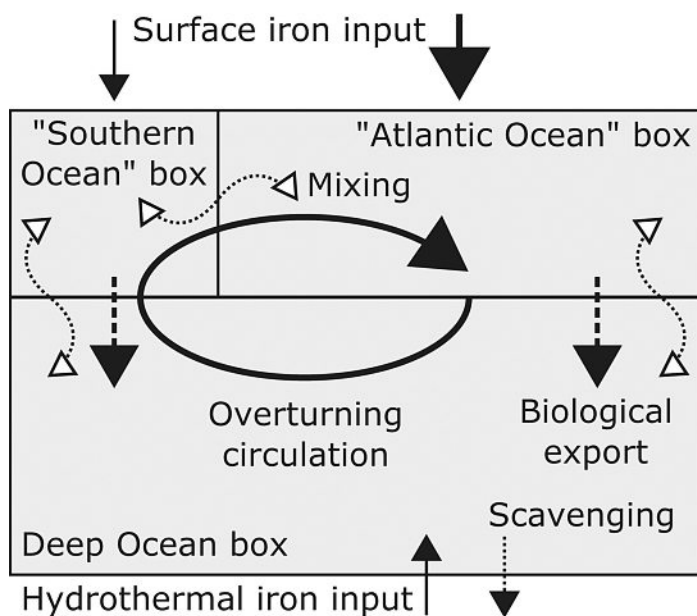 Surface iron input
"Southern
Ocean" box
"Atlantic Ocean" box
Mixing
Overturning
circulation
Biological
export
Scavenging
Deep Ocean box
Hydrothermal iron input